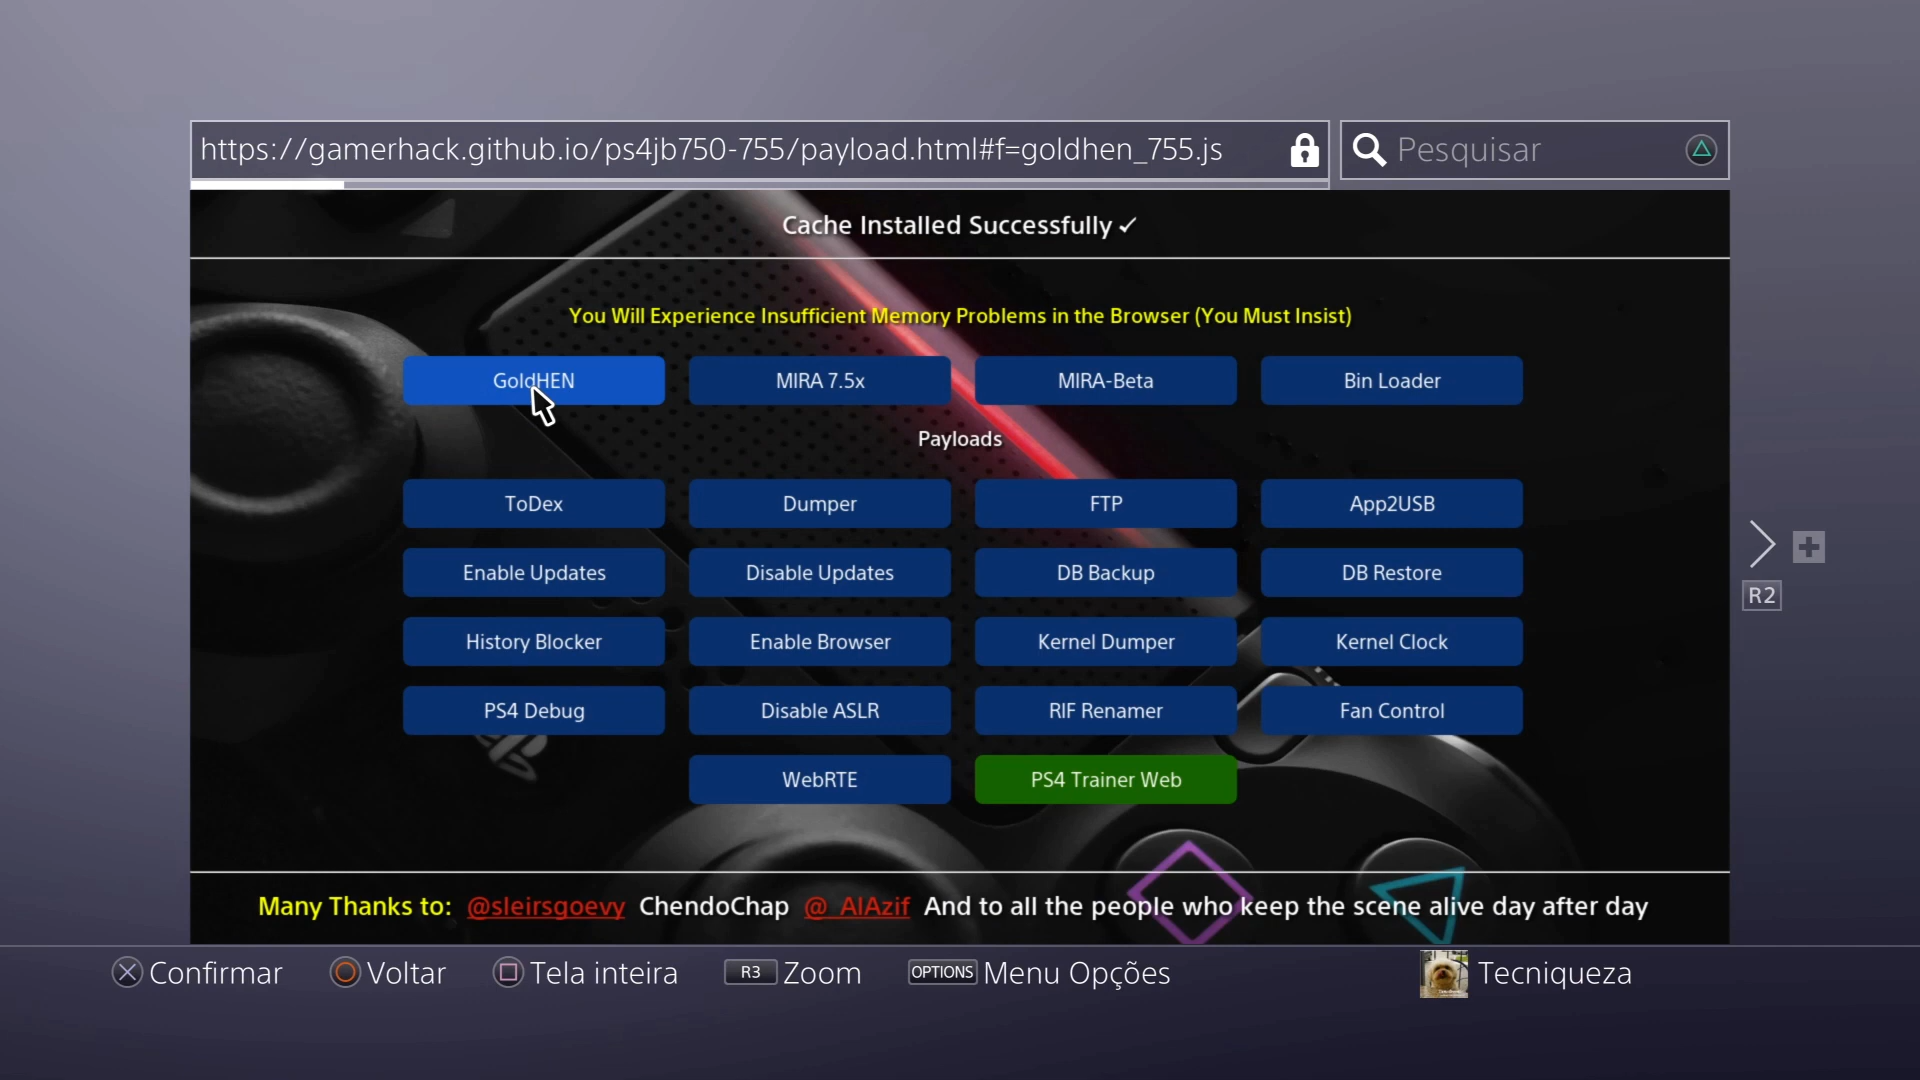 https://gamerhack.github.io/ps4jb750-755/payload.html#f=goldhen_755.js
Pesquisar
Cache Installed Successfully ✓
You Will Experience Insufficient Memory Problems in the Browser (You Must Insist)
GoldHEN MIRA 7.5x MIRA-Beta Bin Loader
Payloads
ToDex Dumper FTP App2USB
Enable Updates Disable Updates DB Backup DB Restore
History Blocker Enable Browser Kernel Dumper Kernel Clock
PS4 Debug Disable ASLR RIF Renamer Fan Control
WebRTE PS4 Trainer Web
R2
Many Thanks to: @sleirsgoevy ChendoChap @_AlAzif And to all the people who keep the scene alive day after day
Confirmar Voltar Tela inteira R3 Zoom OPTIONS Menu Opções Tecniqueza